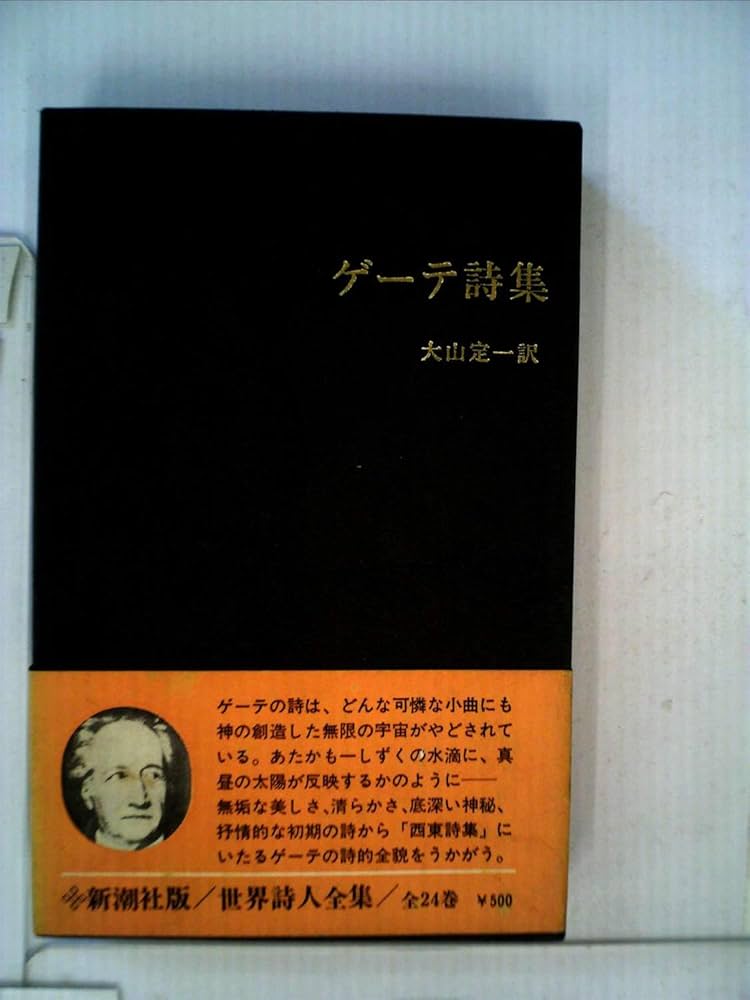 ゲーテ詩集
大山定一訳
ゲーテの詩は、どんな可憐な小曲にも
神の創造した無限の宇宙がやどされて
いる。あたかも一しずくの水滴に、真
昼の太陽が反映するかのように――
無垢な美しさ、清らかさ、底深い神秘、
抒情的な初期の詩から「西東詩集」に
いたるゲーテの詩的全貌をうかがう。
新潮社版/世界詩人全集/全24巻 ¥500